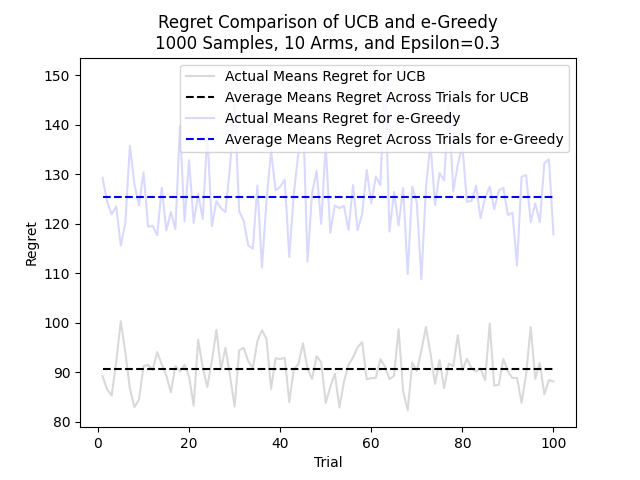 Regret Comparison of UCB and e-Greedy
1000 Samples, 10 Arms, and Epsilon=0.3
Actual Means Regret for UCB
Average Means Regret Across Trials for UCB
Actual Means Regret for e-Greedy
Average Means Regret Across Trials for e-Greedy
Regret
150
140
130
120
110
100
90
80
0 20 40 60 80 100
Trial